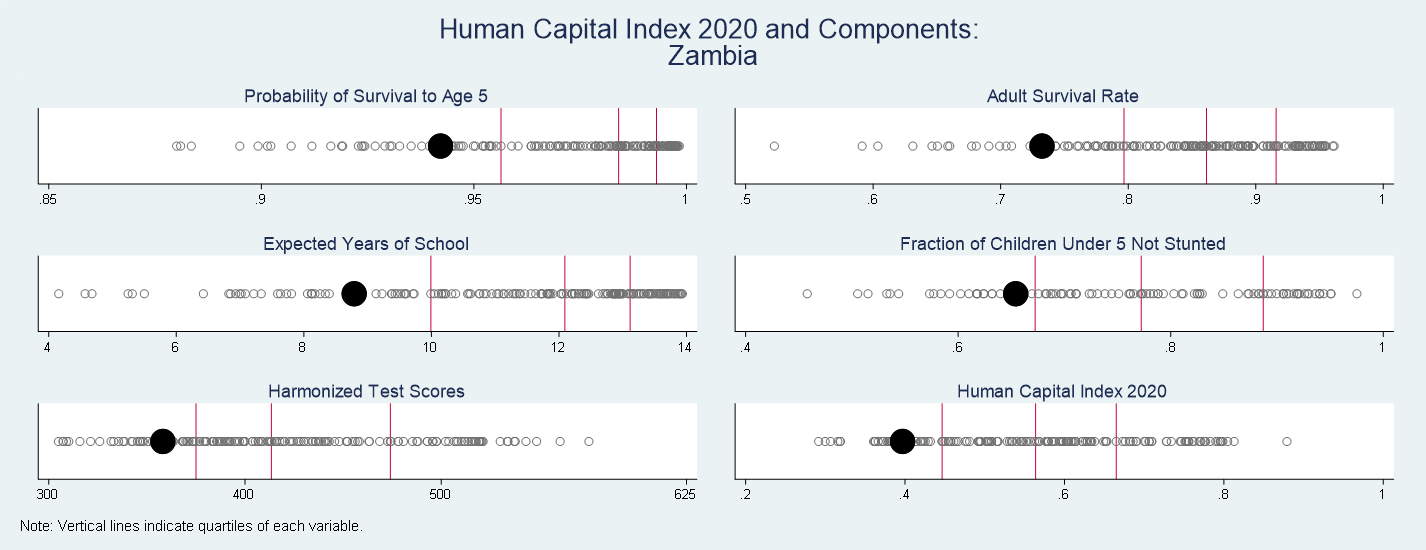 Human Capital Index 2020 and Components:
Zambia
Probability of Survival to Age 5
.85 .9 .95 1
Adult Survival Rate
.5 .6 .7 .8 .9 1
Expected Years of School
4 6 8 10 12 14
Fraction of Children Under 5 Not Stunted
.4 .6 .8 1
Harmonized Test Scores
300 400 500 625
Human Capital Index 2020
.2 .4 .6 .8 1
Note: Vertical lines indicate quartiles of each variable.